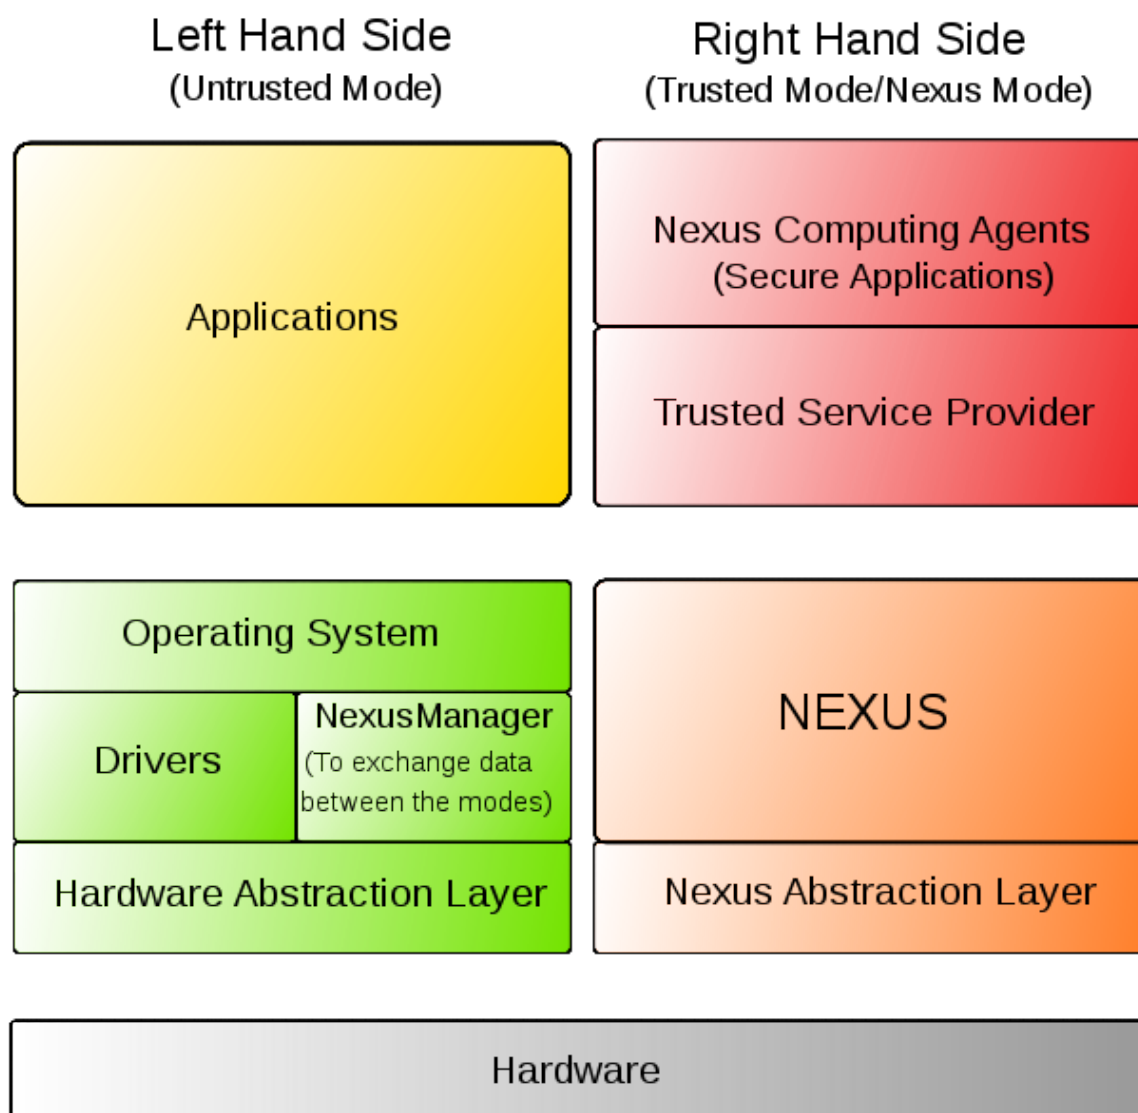 Left Hand Side
(Untrusted Mode)
Right Hand Side
(Trusted Mode/Nexus Mode)
Applications
Nexus Computing Agents
(Secure Applications)
Trusted Service Provider
Operating System
Drivers
NexusManager
(To exchange data
between the modes)
Hardware Abstraction Layer
NEXUS
Nexus Abstraction Layer
Hardware